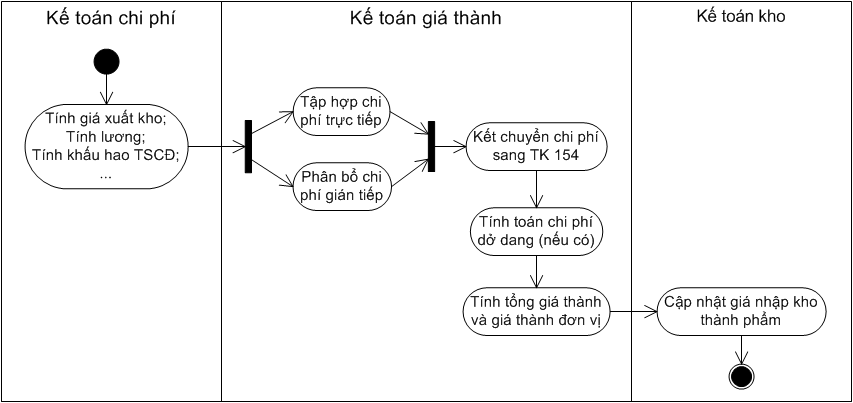 Kế toán chi phí
Kế toán giá thành
Kế toán kho
Tính giá xuất kho;
Tính lương;
Tính khấu hao TSCĐ;
...
Tập hợp chi
phí trực tiếp
Phân bổ chi
phí gián tiếp
Kết chuyển chi phí
sang TK 154
Tính toán chi phí
dở dang (nếu có)
Tính tổng giá thành
và giá thành đơn vị
Cập nhật giá nhập kho
thành phẩm